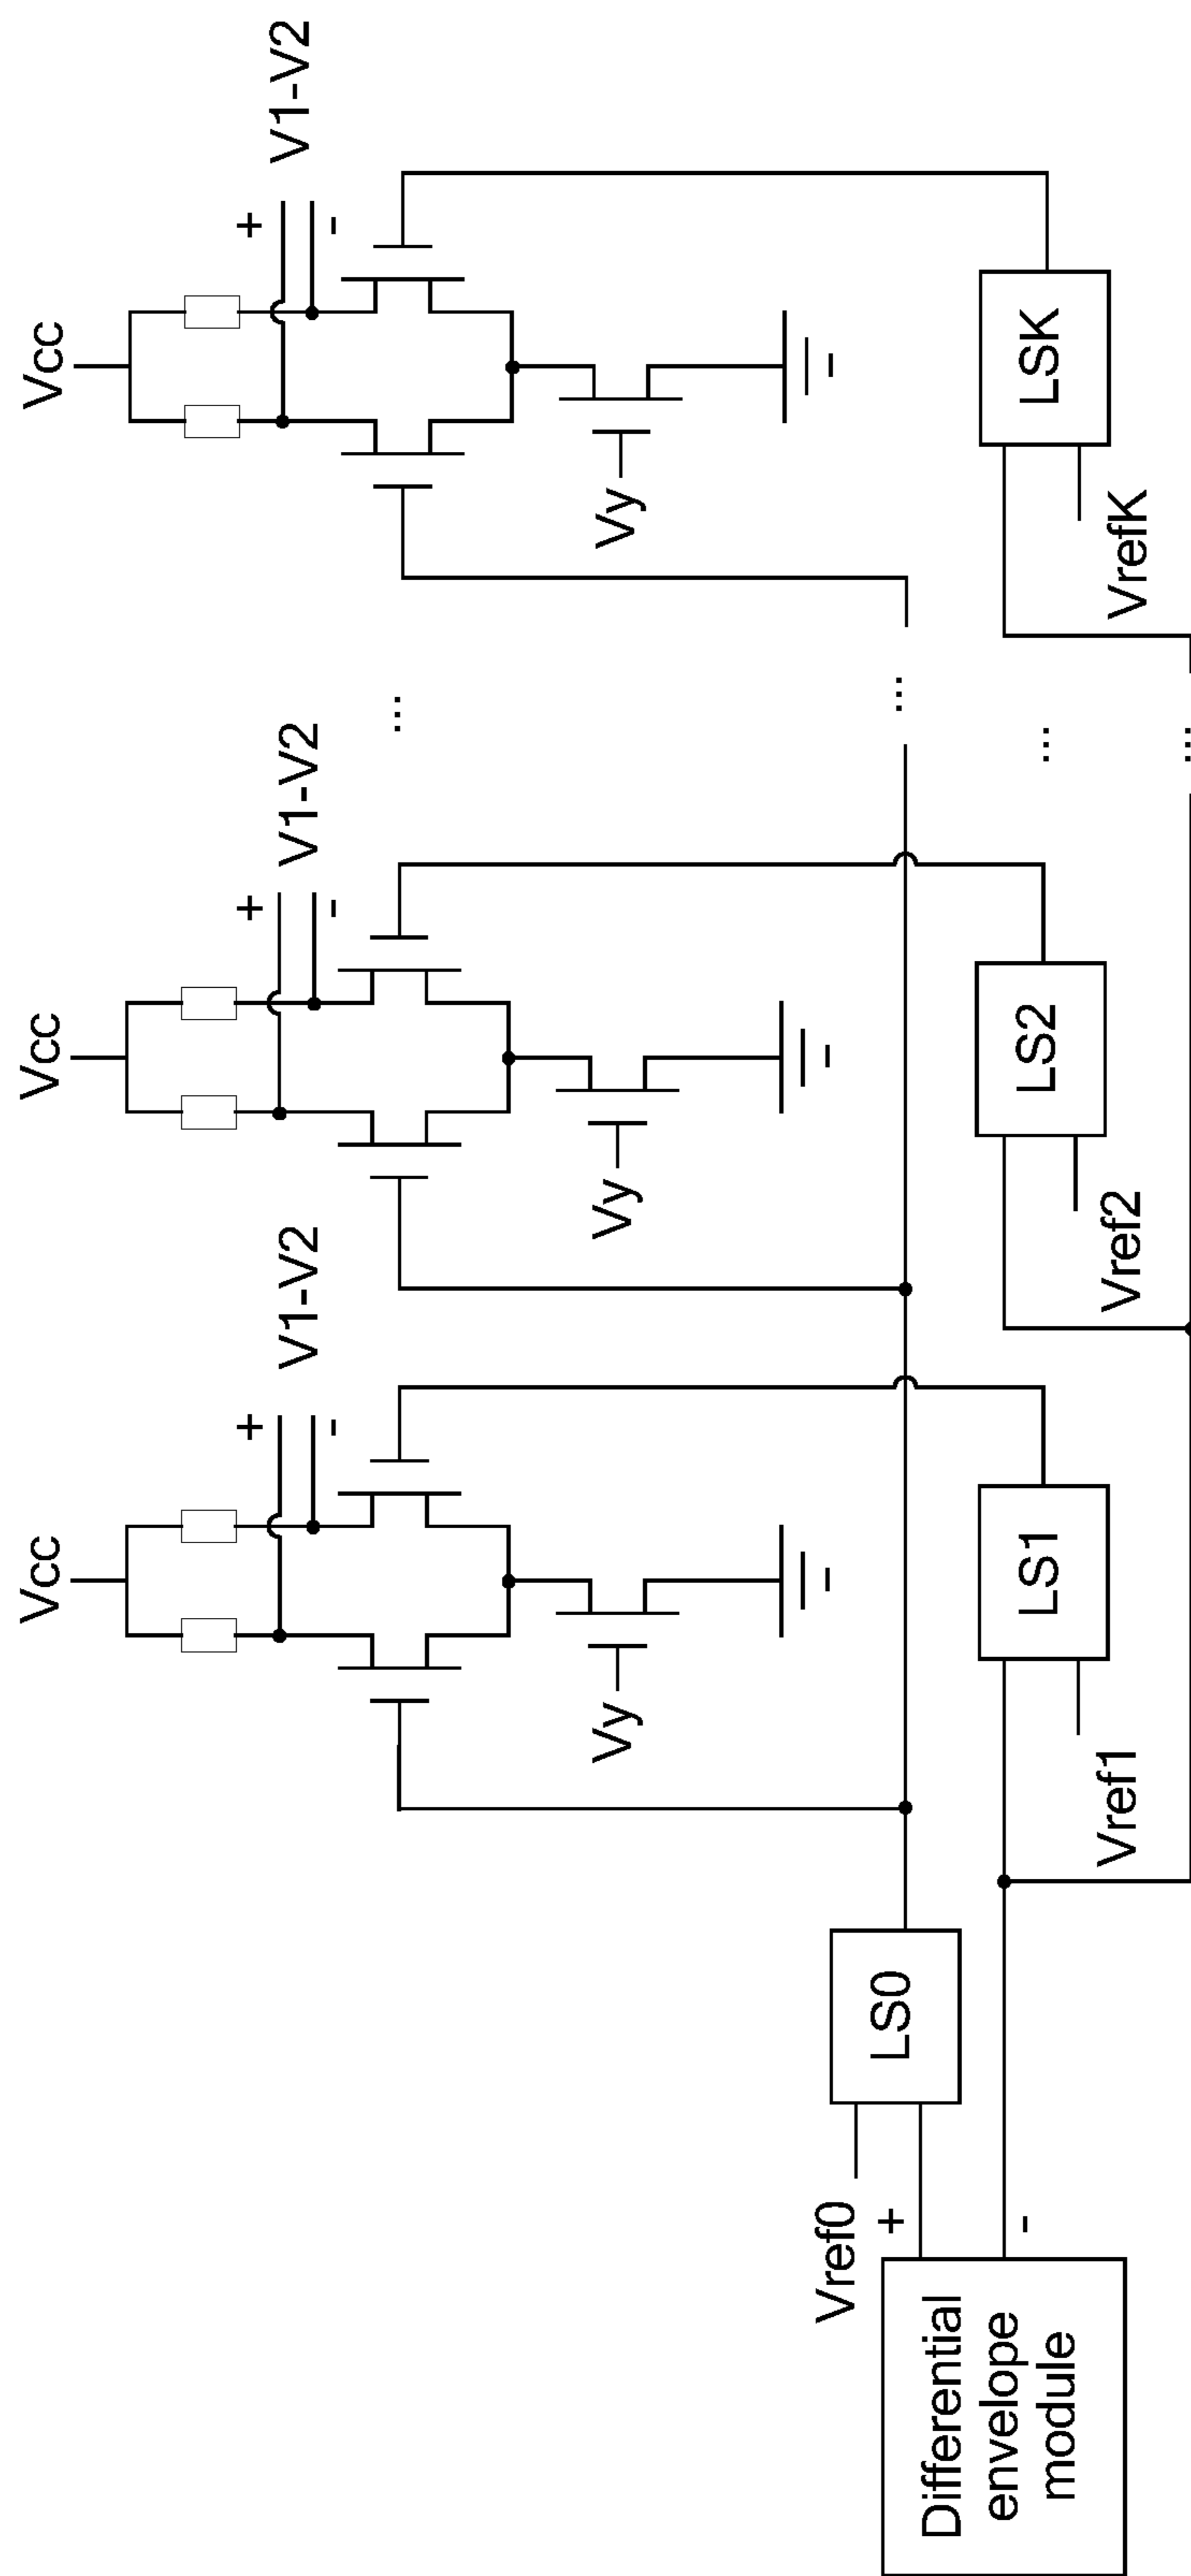 Vcc
Vcc
Vcc
+
V1-V2
-
+
V1-V2
-
+
V1-V2
-
Vy
Vy
Vy
...
Vref0
LS0
...
+
-
Differential
envelope
module
LS1
LS2
...
LSK
Vref1
Vref2
VrefK
...